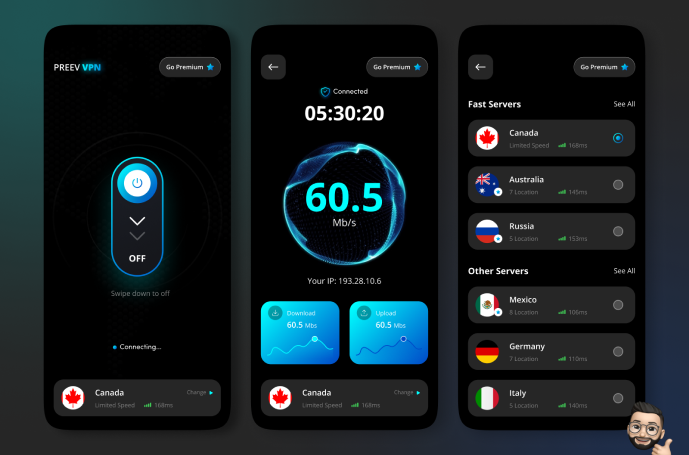 PREEV VPN
Go Premium
OFF
Swipe down to off
Connecting...
Canada
Limited Speed 168ms
Change
Go Premium
Connected
05:30:20
60.5
Mb/s
Your IP: 193.28.10.6
Download
60.5 Mbs
Upload
60.5 Mbs
Canada
Limited Speed 168ms
Change
Go Premium
Fast Servers See All
Canada
Limited Speed 168ms
Australia
7 Location 145ms
Russia
5 Location 153ms
Other Servers See All
Mexico
8 Location 106ms
Germany
7 Location 110ms
Italy
5 Location 140ms